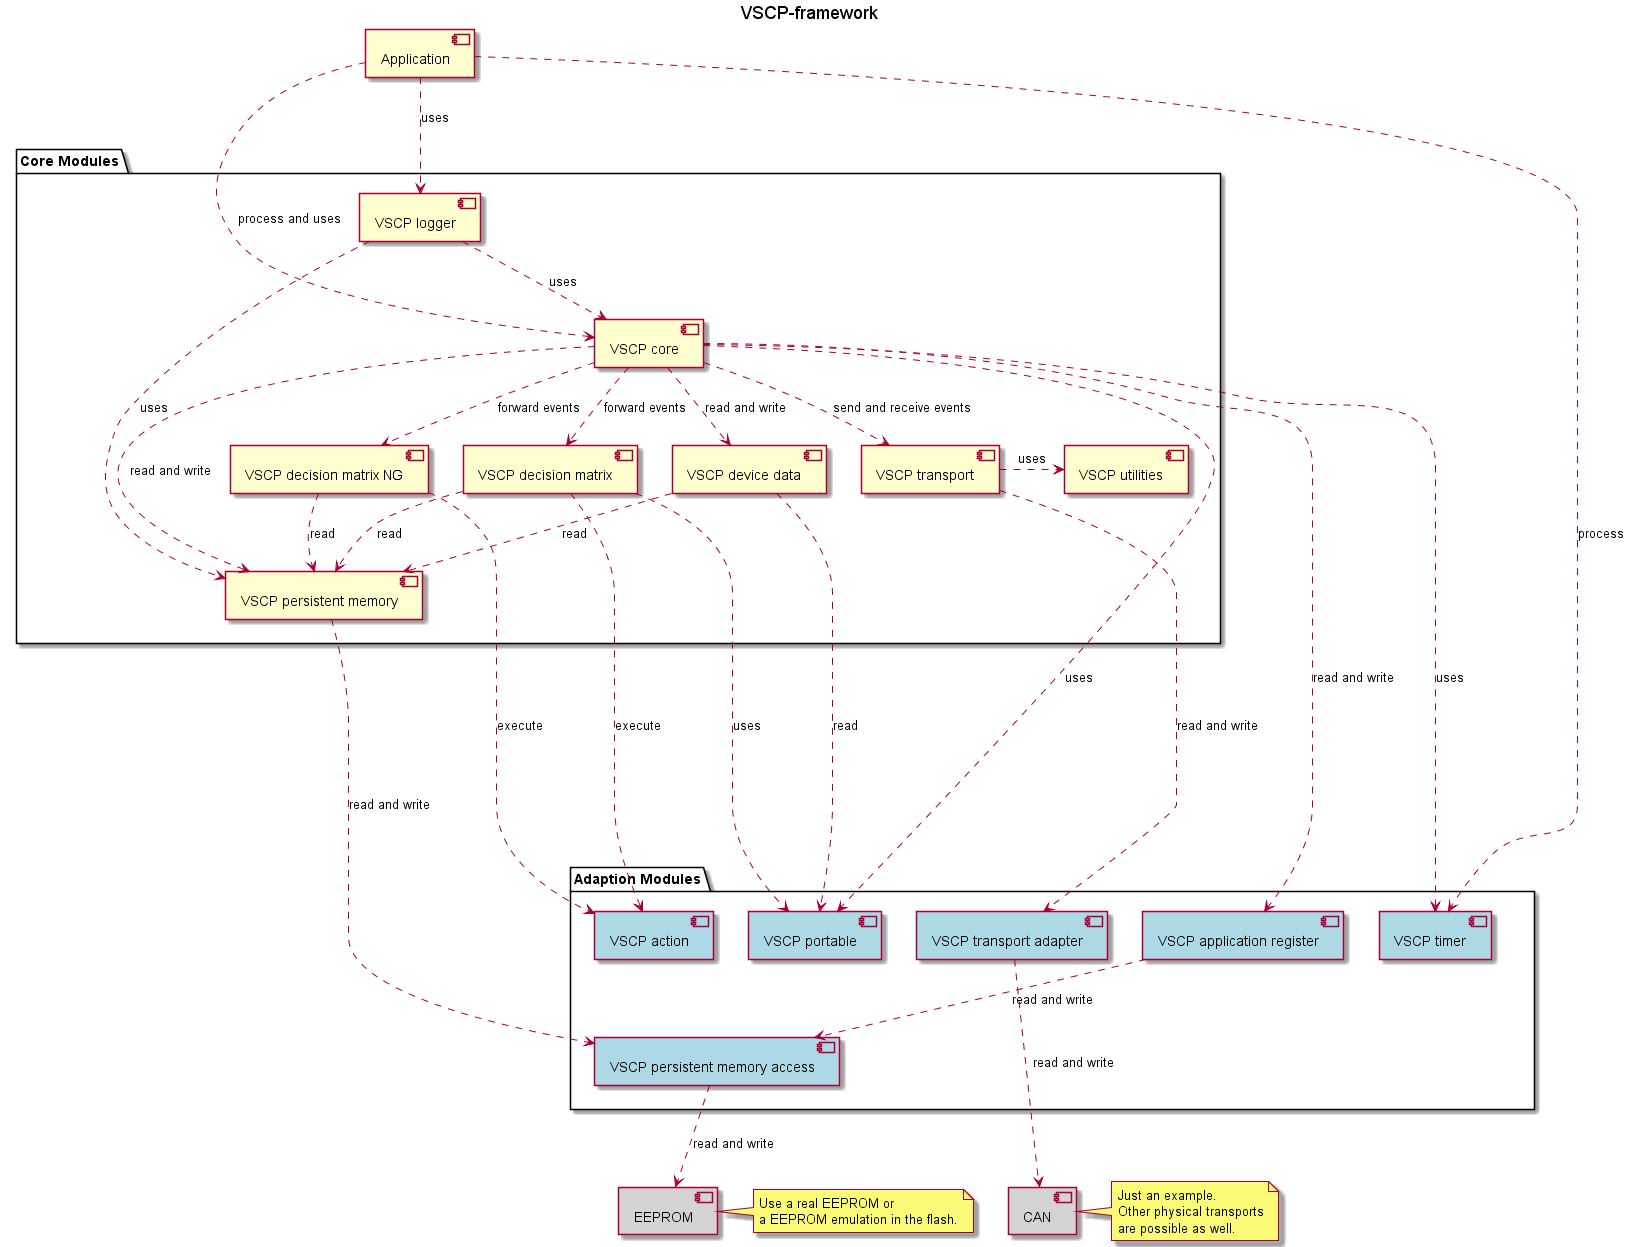 VSCP-framework
Application
uses
Core Modules
process and uses
VSCP logger
uses
VSCP core
uses
forward events
forward events
read and write
send and receive events
read and write
VSCP decision matrix NG
VSCP decision matrix
VSCP device data
VSCP transport
uses
VSCP utilities
read
read
read
process
VSCP persistent memory
uses
read and write
uses
execute
execute
uses
read
read and write
read and write
Adaption Modules
VSCP action
VSCP portable
VSCP transport adapter
VSCP application register
VSCP timer
read and write
VSCP persistent memory access
read and write
read and write
EEPROM
Use a real EEPROM or
a EEPROM emulation in the flash.
CAN
Just an example.
Other physical transports
are possible as well.